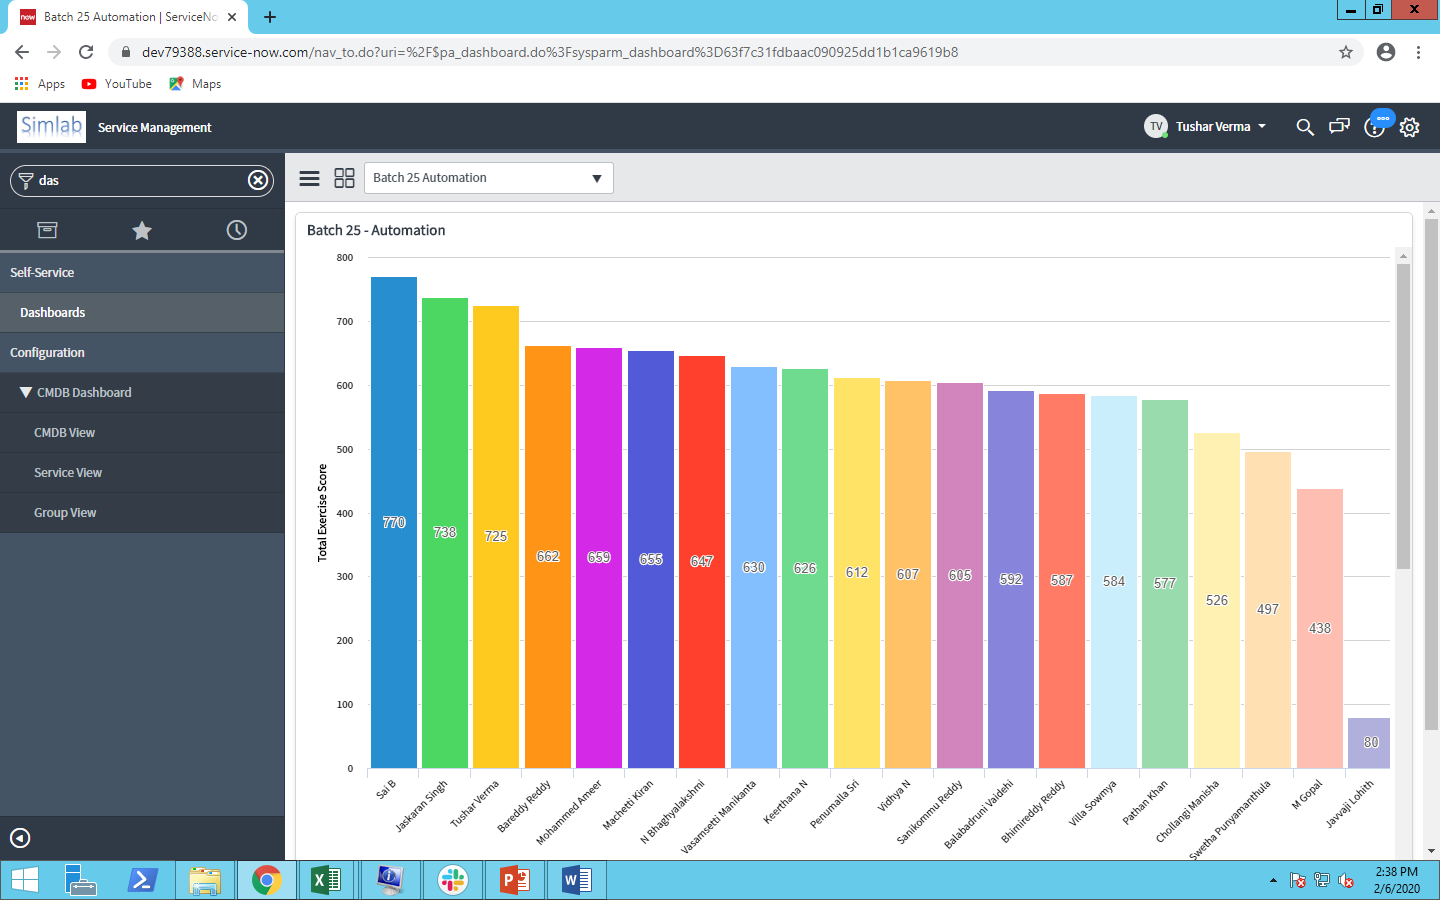 now Batch 25 Automation | ServiceNo
dev79388.service-now.com/nav_to.do?uri=%2F$pa_dashboard.do%3Fsysparm_dashboard%3D63f7c31fdbaac090925dd1b1ca9619b8
Apps YouTube Maps
Simlab Service Management TV Tushar Verma
das
Batch 25 Automation
Self-Service
Dashboards
Configuration
CMDB Dashboard
CMDB View
Service View
Group View
Batch 25 - Automation
Total Exercise Score
800
700
600
500
400
300
200
100
0
770 738 725 662 659 655 647 630 626 612 607 605 592 587 584 577 526 497 438 80
Sai B
Jaskaran Singh
Tushar Verma
Bareddy Reddy
Mohammed Ameer
Machetti Kiran
N Bhaghyalakshmi
Vasamsetti Manikanta
Keerthana N
Penumalla Sri
Vidhya N
Sanikommu Reddy
Balabadruni Vaidehi
Bhimireddy Reddy
Villa Sowmya
Pathan Khan
Chollangi Manisha
Swetha Punyamanthula
M Gopal
Javvaji Lohith
2:38 PM
2/6/2020